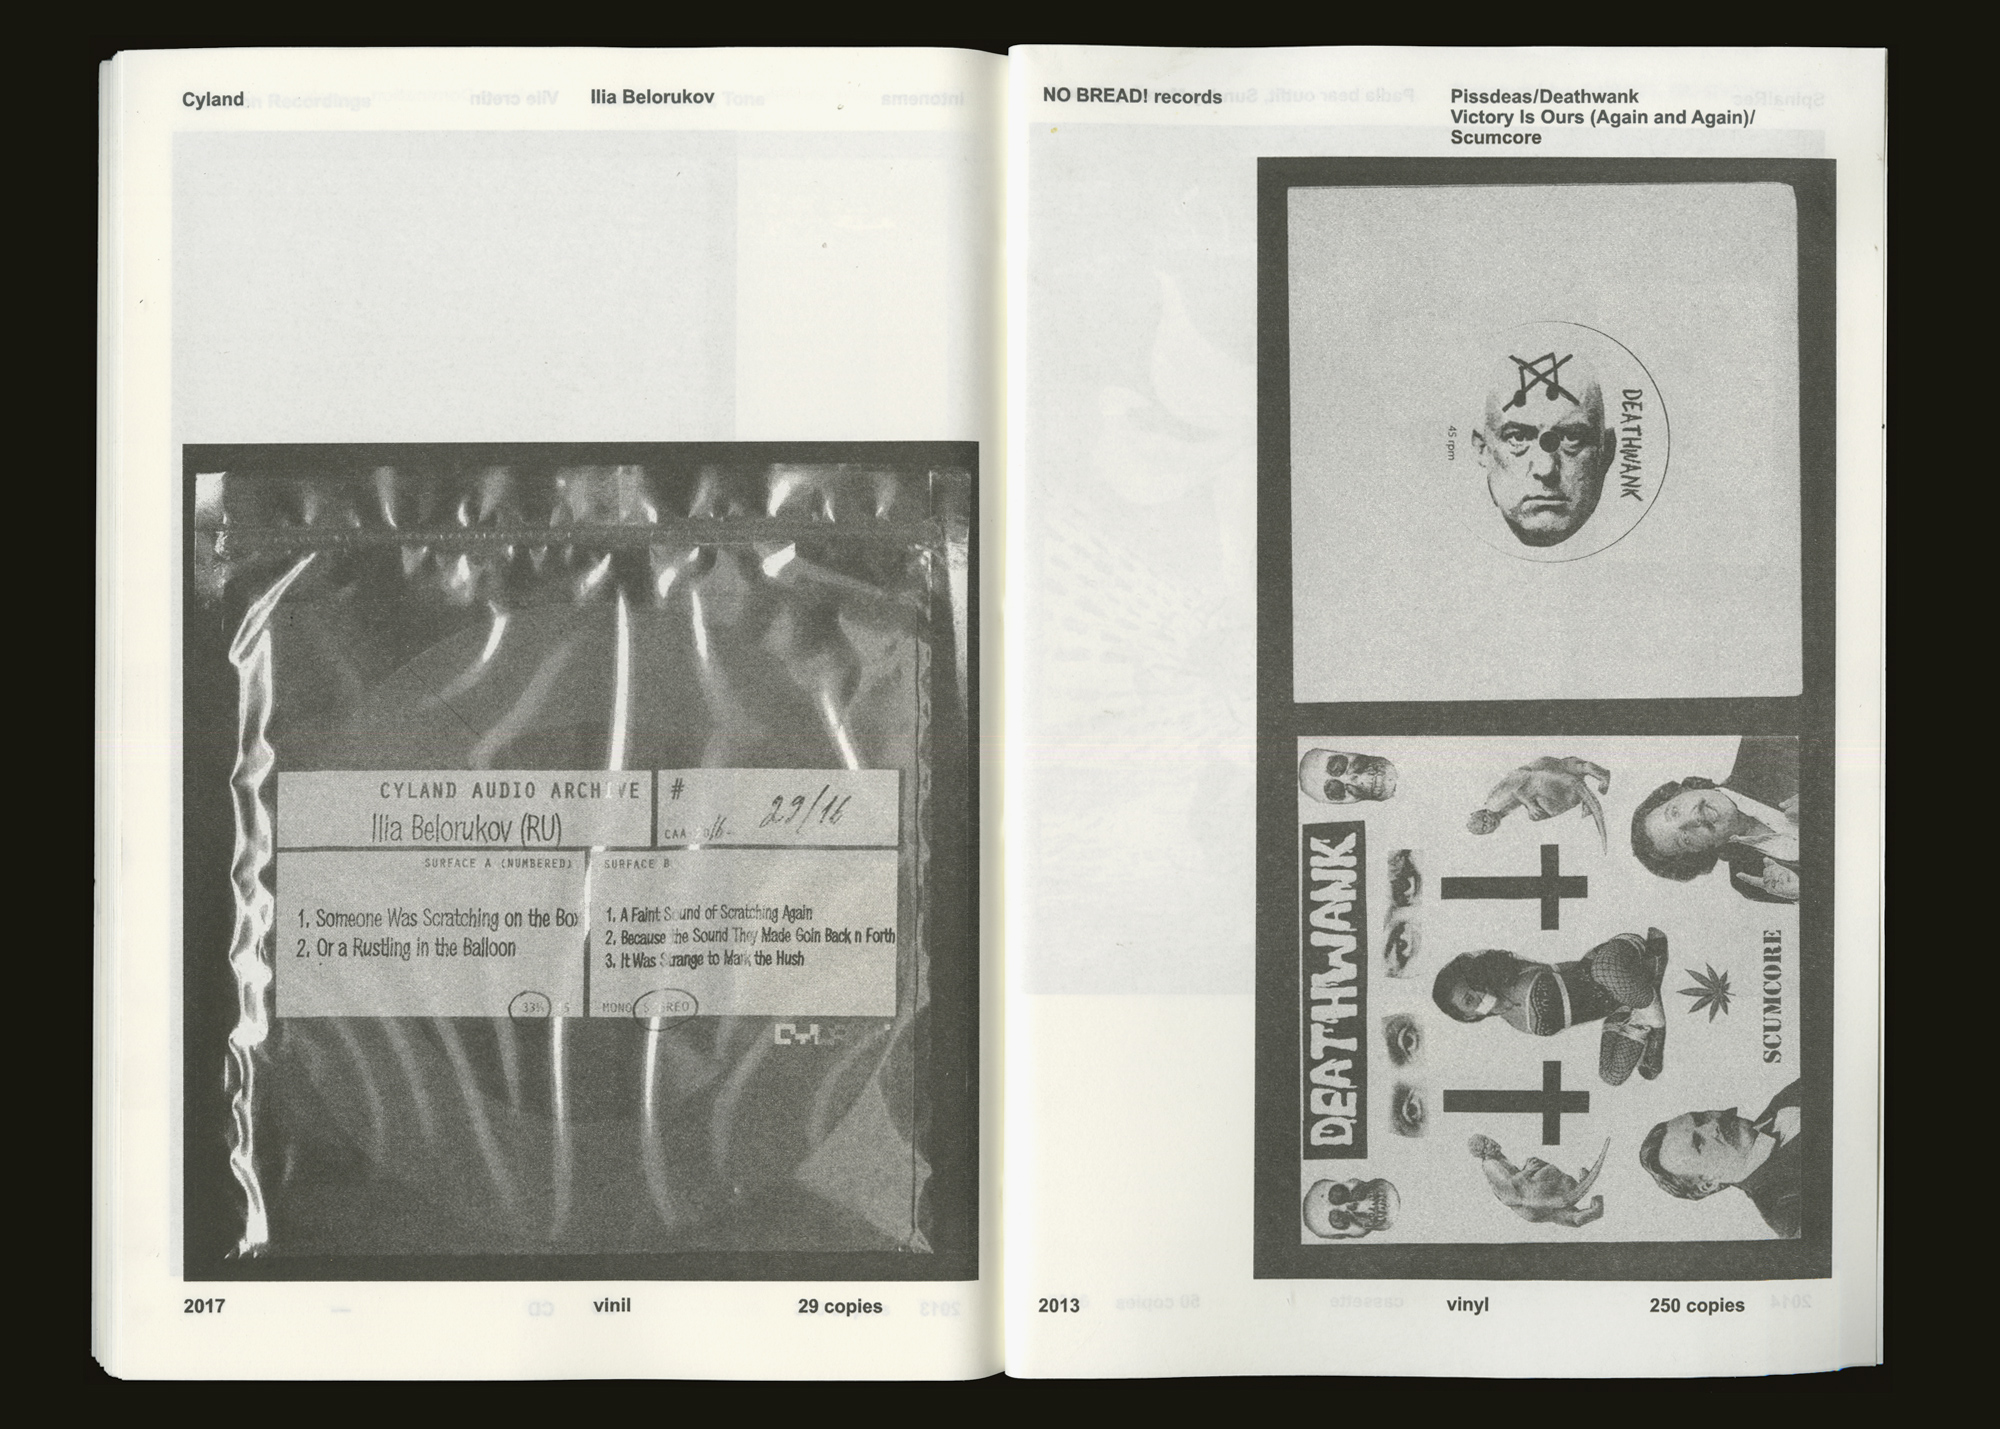 Cyland
Ilia Belorukov
CYLAND AUDIO ARCHIVE
Ilia Belorukov (RU)
#
29/16
CAA
SURFACE A (NUMBERED)
1. Someone Was Scratching on the Box
2. Or a Rustling in the Balloon
33⅓
SURFACE B
1. A Faint Sound of Scratching Again
2. Because the Sound They Made Goin Back n Forth
3. It Was Strange to Mark the Hush
MONO STEREO
2017
vinil
29 copies
NO BREAD! records
Pissdeas/Deathwank
Victory Is Ours (Again and Again)/
Scumcore
DEATHWANK
45 rpm
DEATHWANK
SCUMCORE
2013
vinyl
250 copies